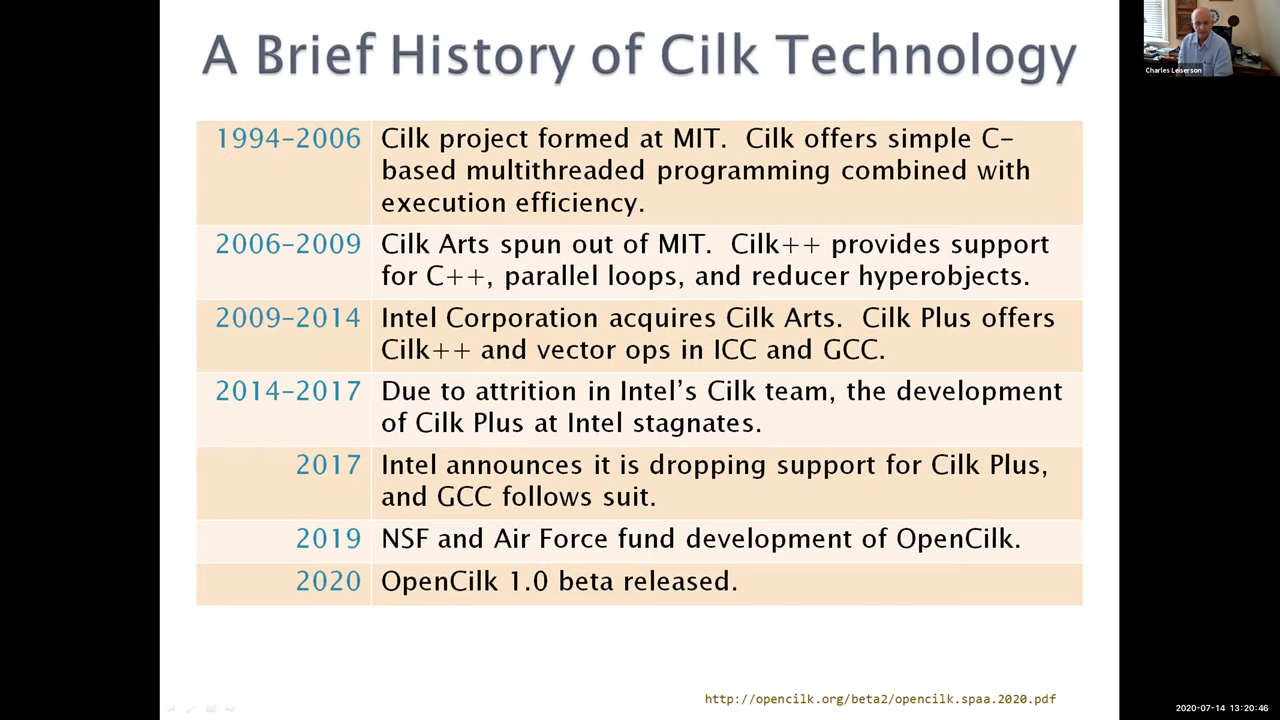 A Brief History of Cilk Technology
Charles Leiserson
1994–2006 Cilk project formed at MIT. Cilk offers simple C-
based multithreaded programming combined with
execution efficiency.
2006–2009 Cilk Arts spun out of MIT. Cilk++ provides support
for C++, parallel loops, and reducer hyperobjects.
2009–2014 Intel Corporation acquires Cilk Arts. Cilk Plus offers
Cilk++ and vector ops in ICC and GCC.
2014–2017 Due to attrition in Intel's Cilk team, the development
of Cilk Plus at Intel stagnates.
2017 Intel announces it is dropping support for Cilk Plus,
and GCC follows suit.
2019 NSF and Air Force fund development of OpenCilk.
2020 OpenCilk 1.0 beta released.
http://opencilk.org/beta2/opencilk.spaa.2020.pdf
2020-07-14 13:20:46